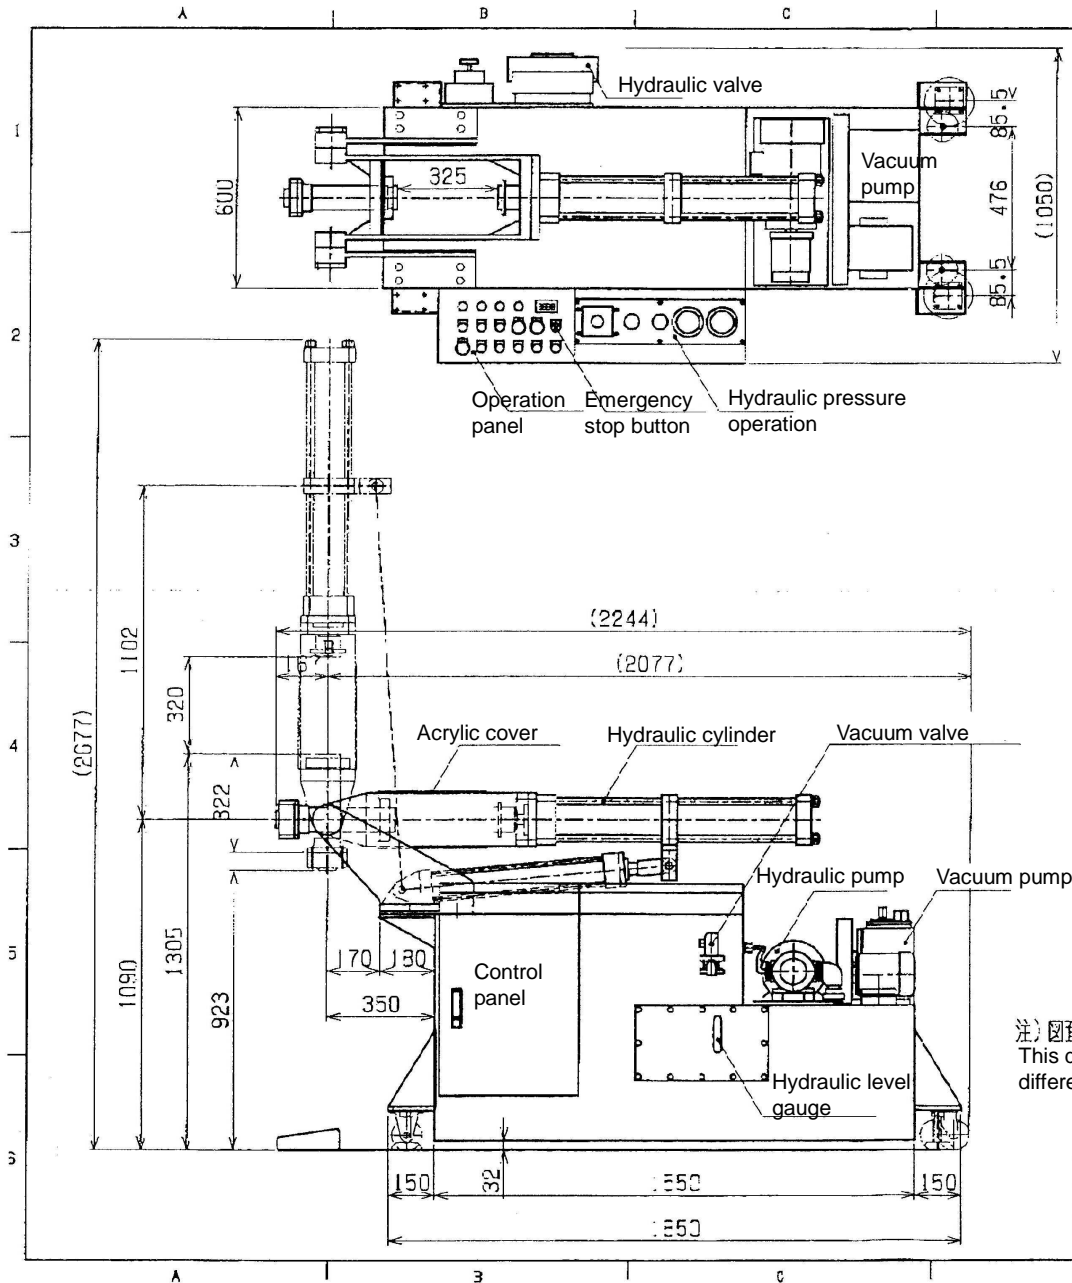 A
B
C
Hydraulic valve
85.5
1
Vacuum
pump
325
600
476
(1050)
85.5
2
Operation
panel
Emergency
stop button
Hydraulic pressure
operation
3
(2244)
1102
16
B
(2077)
320
(2077)
4
Acrylic cover
Hydraulic cylinder
Vacuum valve
322
Hydraulic pump
Vacuum pump
5
1305
170
180
Control
panel
1090
923
350
注) 図
This
Hydraulic level
gauge
150
32
150
A
B
C